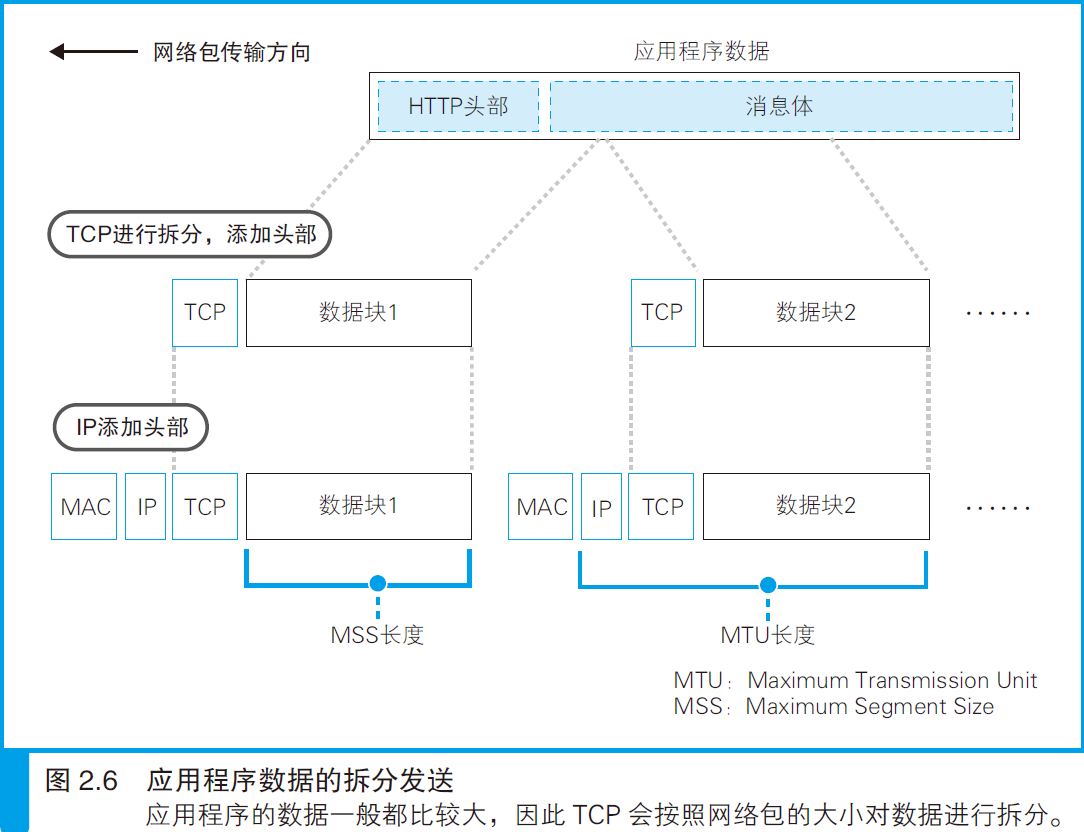 网络包传输方向
应用程序数据
HTTP头部 消息体
TCP进行拆分，添加头部
TCP 数据块1 TCP 数据块2 ······
IP添加头部
MAC IP TCP 数据块1 MAC IP TCP 数据块2 ······
MSS长度 MTU长度
MTU：Maximum Transmission Unit
MSS：Maximum Segment Size
图 2.6 应用程序数据的拆分发送
应用程序的数据一般都比较大，因此 TCP 会按照网络包的大小对数据进行拆分。